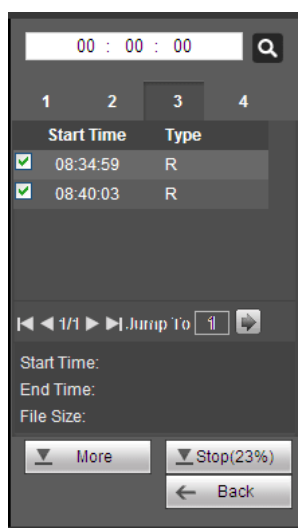 00 : 00 : 00
1 2 3 4
Start Time Type
08:34:59 R
08:40:03 R
1/1 Jump To 1
Start Time:
End Time:
File Size:
More Stop(23%)
Back